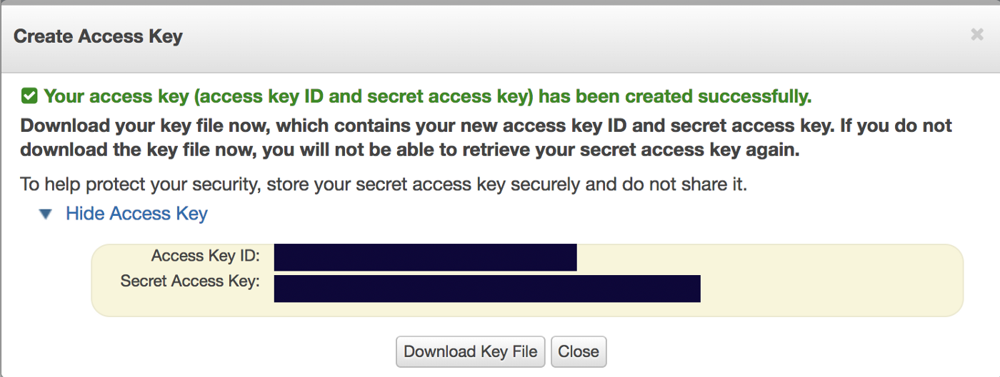 Create Access Key
Your access key (access key ID and secret access key) has been created successfully.
Download your key file now, which contains your new access key ID and secret access key. If you do not
download the key file now, you will not be able to retrieve your secret access key again.
To help protect your security, store your secret access key securely and do not share it.
Hide Access Key
Access Key ID:
Secret Access Key:
Download Key File
Close